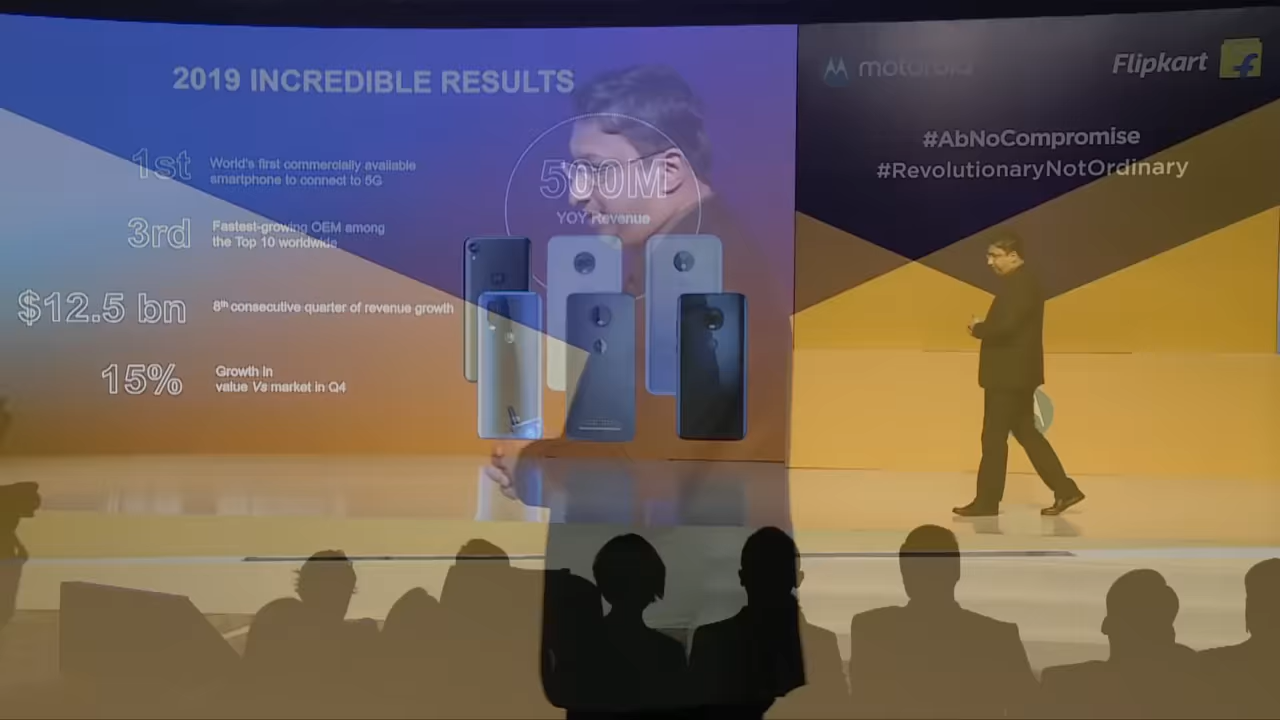 2019 INCREDIBLE RESULTS
1st
World's first commercially available
smartphone to connect to 5G
3rd
Fastest-growing OEM among
the Top 10 worldwide
$12.5 bn
8th consecutive quarter of revenue growth
15%
Growth in
value Vs market in Q4
500M
YOY Revenue
motorola
Flipkart
#AbNoCompromise
#RevolutionaryNotOrdinary